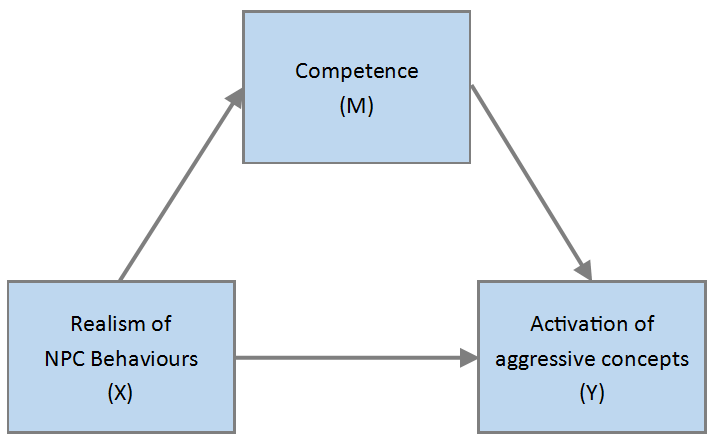 Competence
(M)
Realism of
NPC Behaviours
(X)
Activation of
aggressive concepts
(Y)